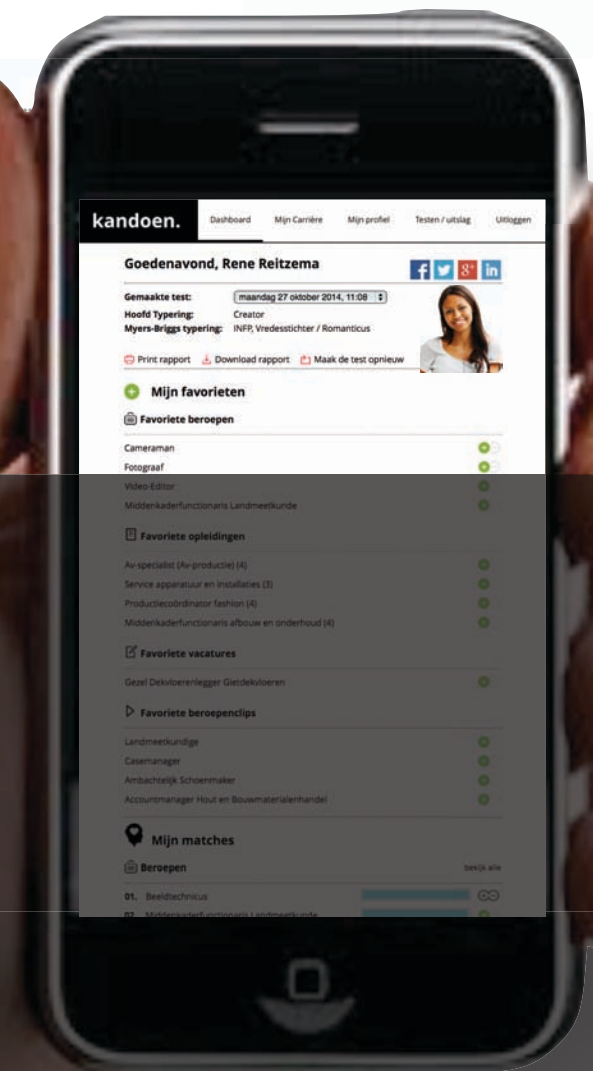 kandoen. Dashboard Mijn Carrière Mijn profiel Testen / uitslag Uitloggen
Goedenavond, Rene Reitzema
Gemaakte test: maandag 27 oktober 2014, 11:08
Hoofd Typering: Creator
Myers-Briggs typering: INFP, Vredesstichter / Romanticus
Print rapport Download rapport Maak de test opnieuw
Mijn favorieten
Favoriete beroepen
Cameraman
Fotograaf
Video-Editor
Middenkaderfunctionaris Landmeetkunde
Favoriete opleidingen
Av-specialist (Av-productie) (4)
Service apparatuur en installaties (3)
Productiecoördinator fashion (4)
Middenkaderfunctionaris afbouw en onderhoud (4)
Favoriete vacatures
Gezel Dekvloerenlegger Gietdekvloeren
Favoriete beroepenclips
Landmeetkundige
Casemanager
Ambachtelijk Schoenmaker
Accountmanager Hout en Bouwmaterialenhandel
Mijn matches
Beroepen bekijk alle
01. Beeldtechnicus
02. Middenkaderfunctionaris Landmeetkunde